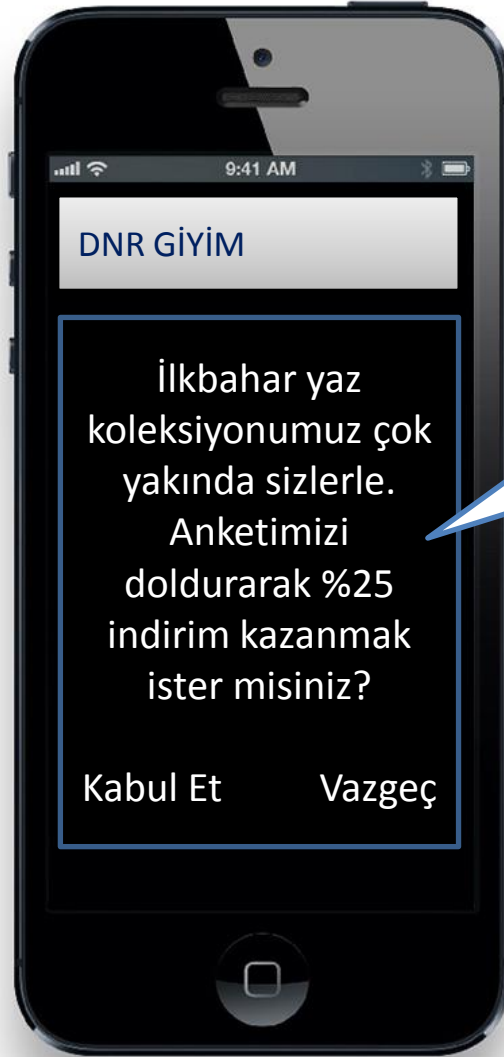 9:41 AM
DNR GİYİM
İlkbahar yaz
koleksiyonumuz çok
yakında sizlerle.
Anketimizi
doldurarak %25
indirim kazanmak
ister misiniz?
Kabul Et Vazgeç